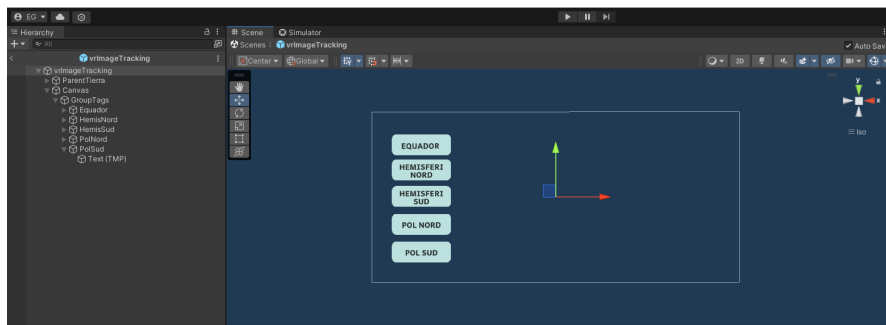 EG
Hierarchy
All
vrImageTracking
vrImageTracking
ParentTierra
Canvas
GroupTags
Equador
HemisNord
HemisSud
PolNord
PolSud
Text (TMP)
Scene
Simulator
Scenes
vrImageTracking
Auto Sav
Center
Global
2D
y
x
Iso
EQUADOR
HEMISFERI
NORD
HEMISFERI
SUD
POL NORD
POL SUD